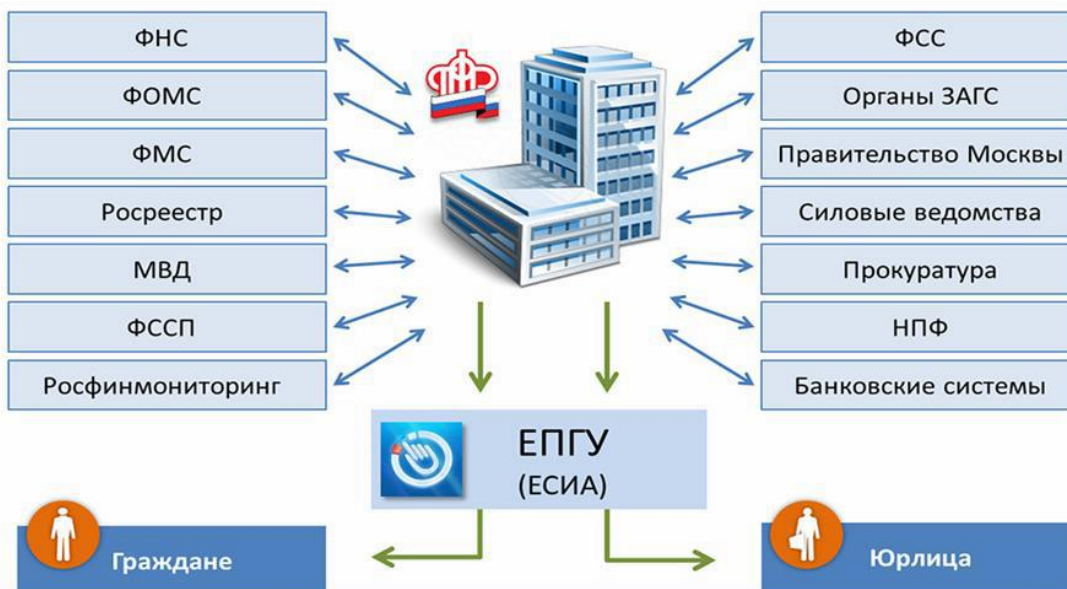 ФНС
ФОМС
ФМС
Росреестр
МВД
ФССП
Росфинмониторинг
ФСС
Органы ЗАГС
Правительство Москвы
Силовые ведомства
Прокуратура
НПФ
Банковские системы
ЕПГУ
(ЕСИА)
Граждане
Юрлица